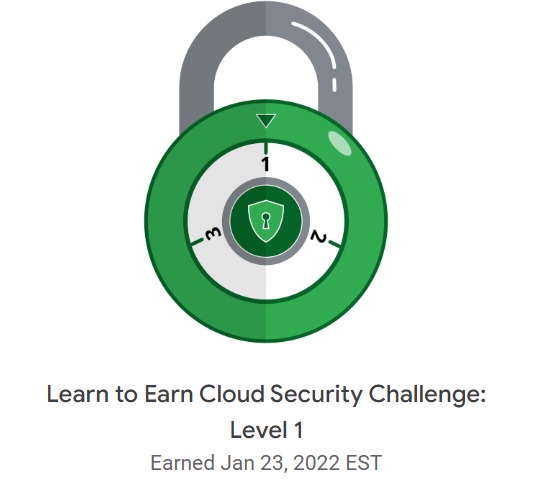 1
3
2
Learn to Earn Cloud Security Challenge:
Level 1
Earned Jan 23, 2022 EST